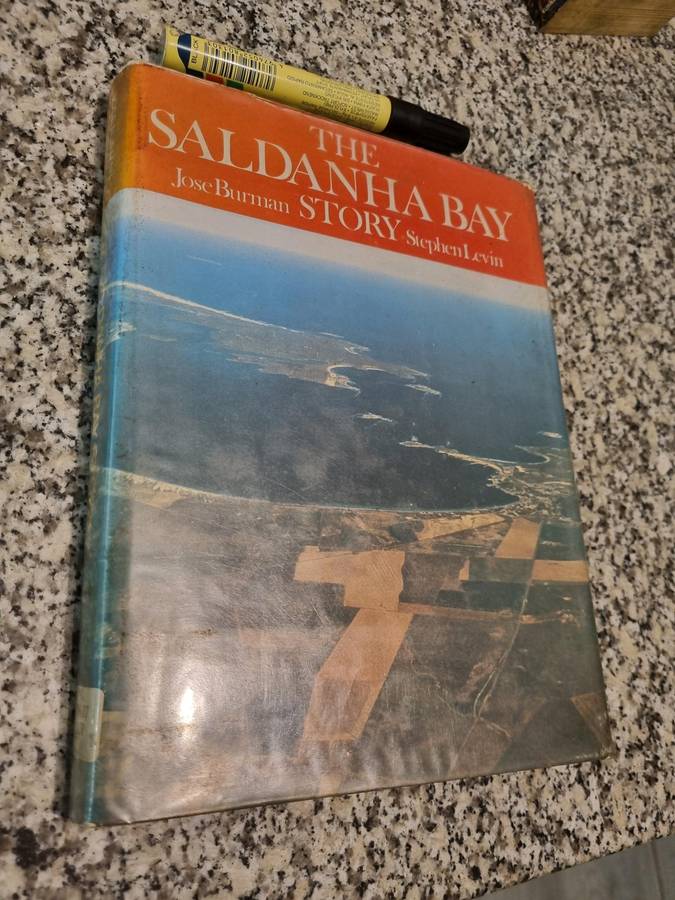 THE
SALDANHA BAY
Jose Burman STORY Stephen Levin